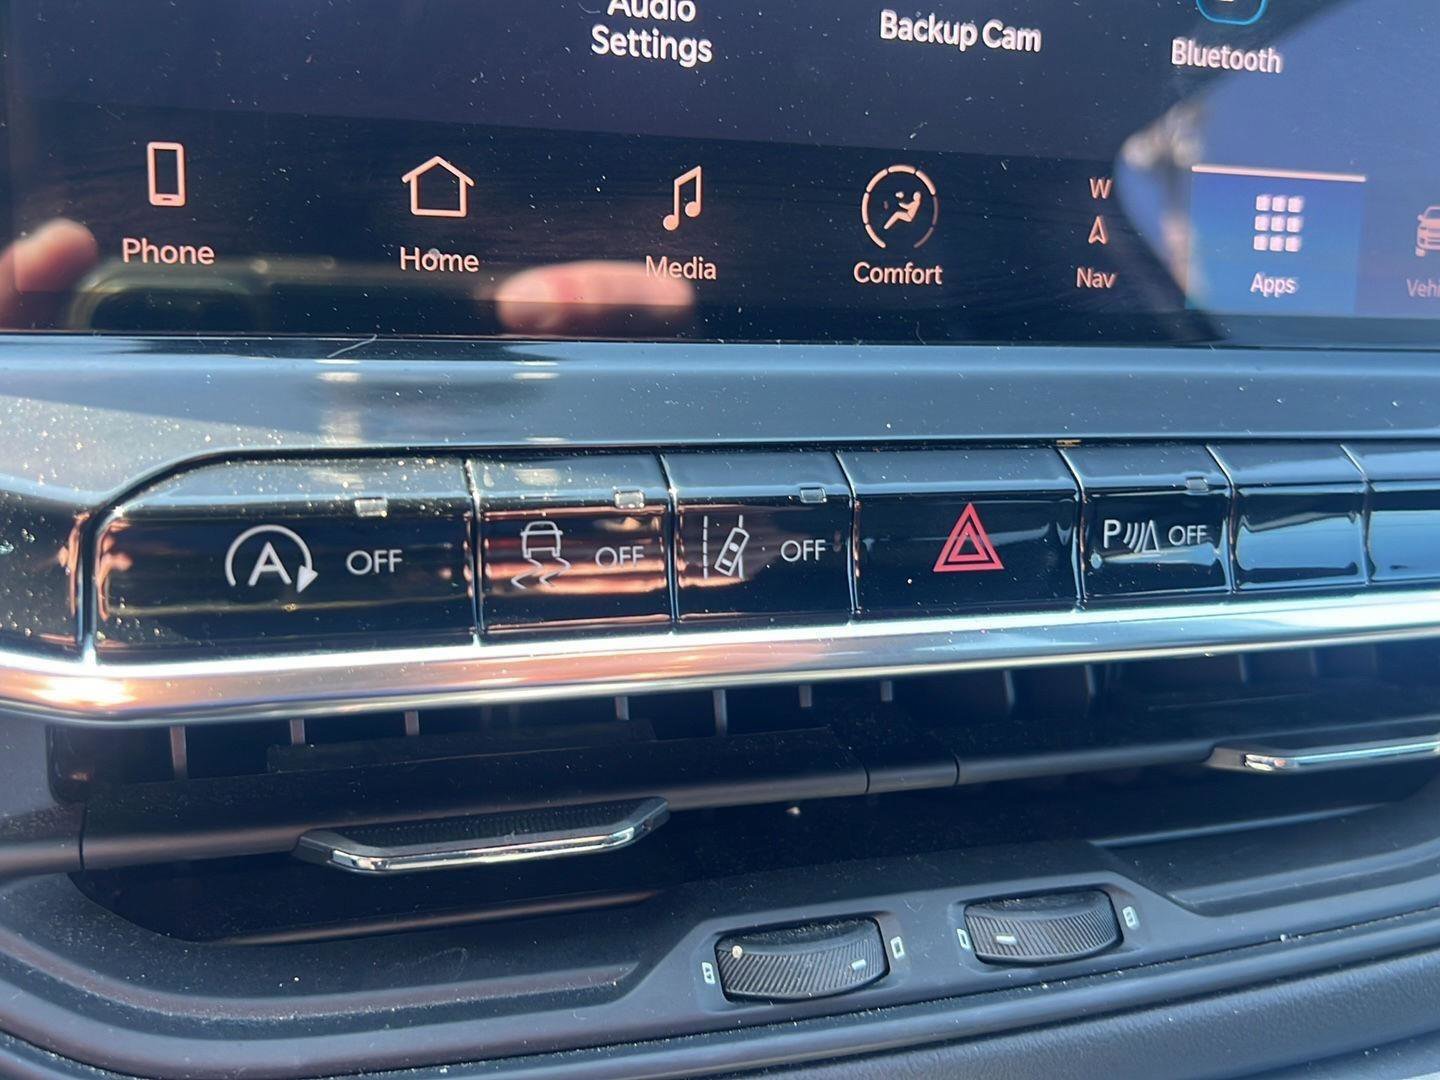 Audio
Settings
Backup Cam
Bluetooth
Phone
Home
Media
Comfort
W
Nav
Apps
A OFF
OFF
OFF
P OFF